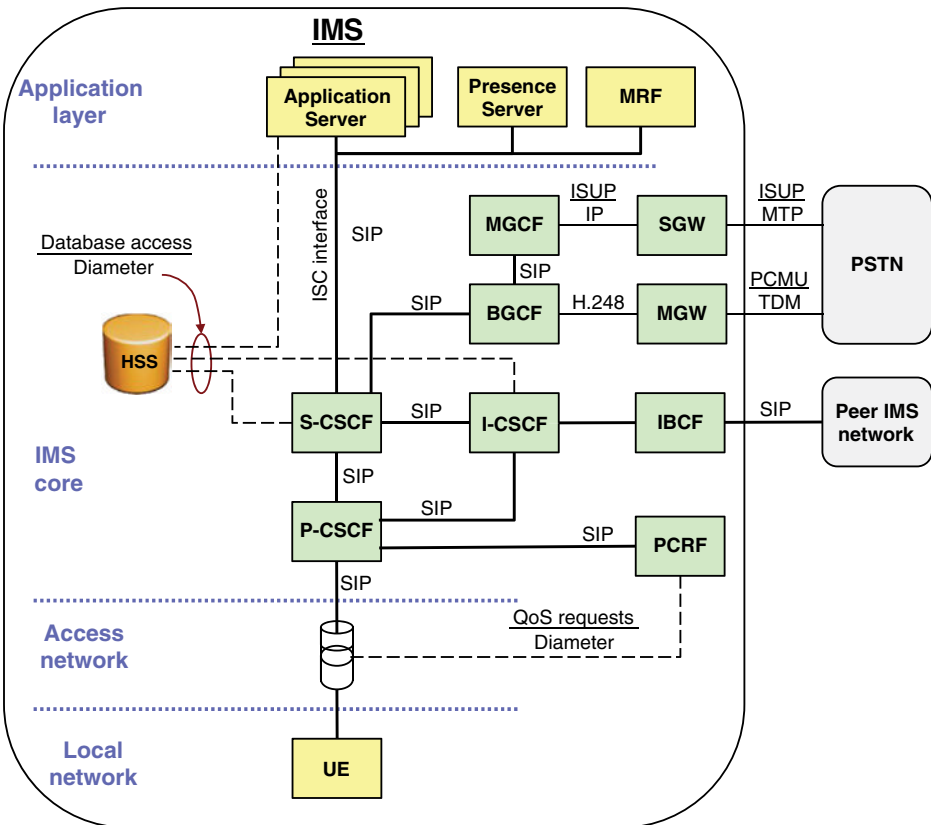 IMS
Application
layer
Application
Server
Presence
Server
MRF
ISC interface
SIP
MGCF
ISUP
IP
SGW
ISUP
MTP
PSTN
SIP
Database access
Diameter
SIP
BGCF
H.248
MGW
PCMU
TDM
HSS
S-CSCF
SIP
I-CSCF
IBCF
SIP
Peer IMS
network
IMS
core
SIP
P-CSCF
SIP
SIP
PCRF
SIP
Access
network
QoS requests
Diameter
Local
network
UE